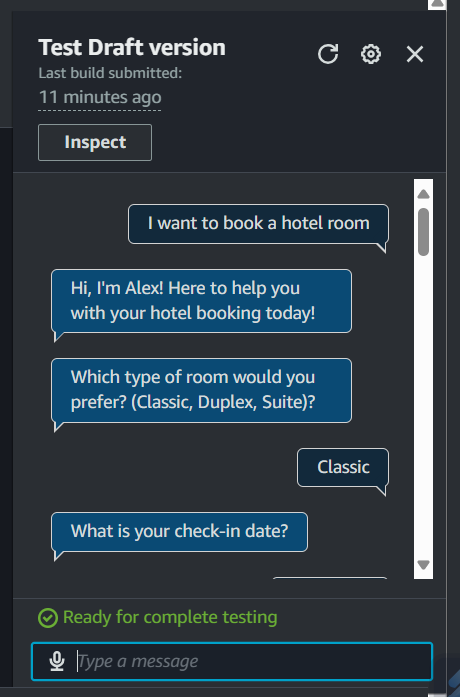 Test Draft version
Last build submitted:
11 minutes ago
Inspect
I want to book a hotel room
Hi, I'm Alex! Here to help you
with your hotel booking today!
Which type of room would you
prefer? (Classic, Duplex, Suite)?
Classic
What is your check-in date?
Ready for complete testing
Type a message